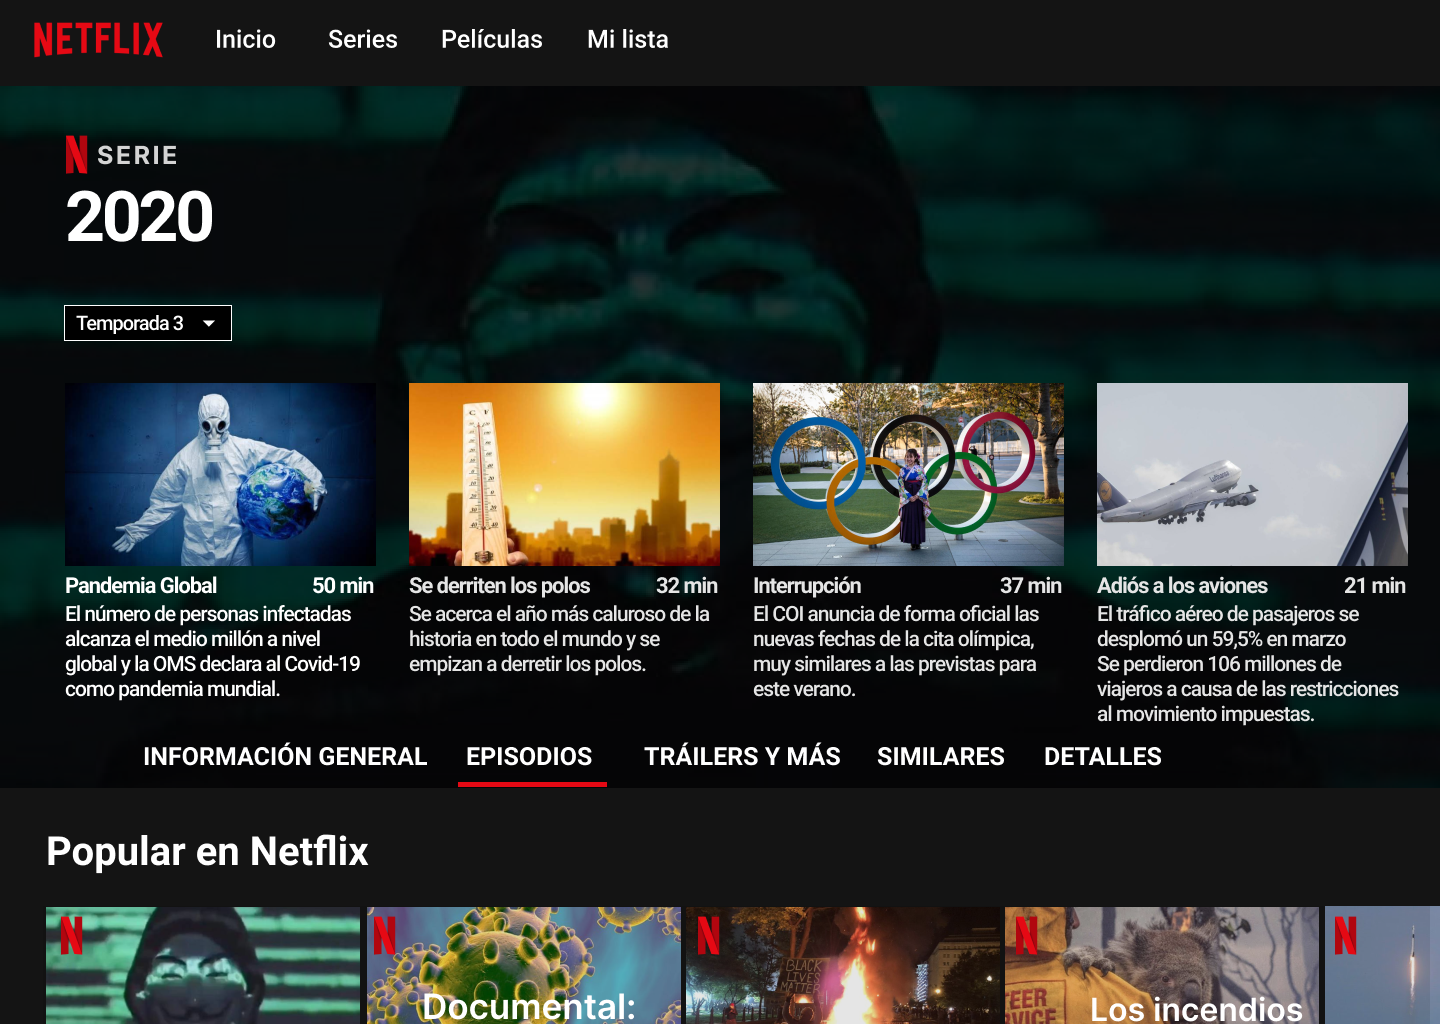 NETFLIX Inicio Series Películas Mi lista
N SERIE
2020
Temporada 3
C F
Lufthansa
Pandemia Global 50 min
El número de personas infectadas
alcanza el medio millón a nivel
global y la OMS declara al Covid-19
como pandemia mundial.
Se derriten los polos 32 min
Se acerca el año más caluroso de la
historia en todo el mundo y se
empizan a derretir los polos.
Interrupción 37 min
El COI anuncia de forma oficial las
nuevas fechas de la cita olímpica,
muy similares a las previstas para
este verano.
Adiós a los aviones 21 min
El tráfico aéreo de pasajeros se
desplomó un 59,5% en marzo
Se perdieron 106 millones de
viajeros a causa de las restricciones
al movimiento impuestas.
INFORMACIÓN GENERAL EPISODIOS TRÁILERS Y MÁS SIMILARES DETALLES
Popular en Netflix
N
N
Documental:
N
BLACK
LIVES
MATTER
N
Los incendios
N